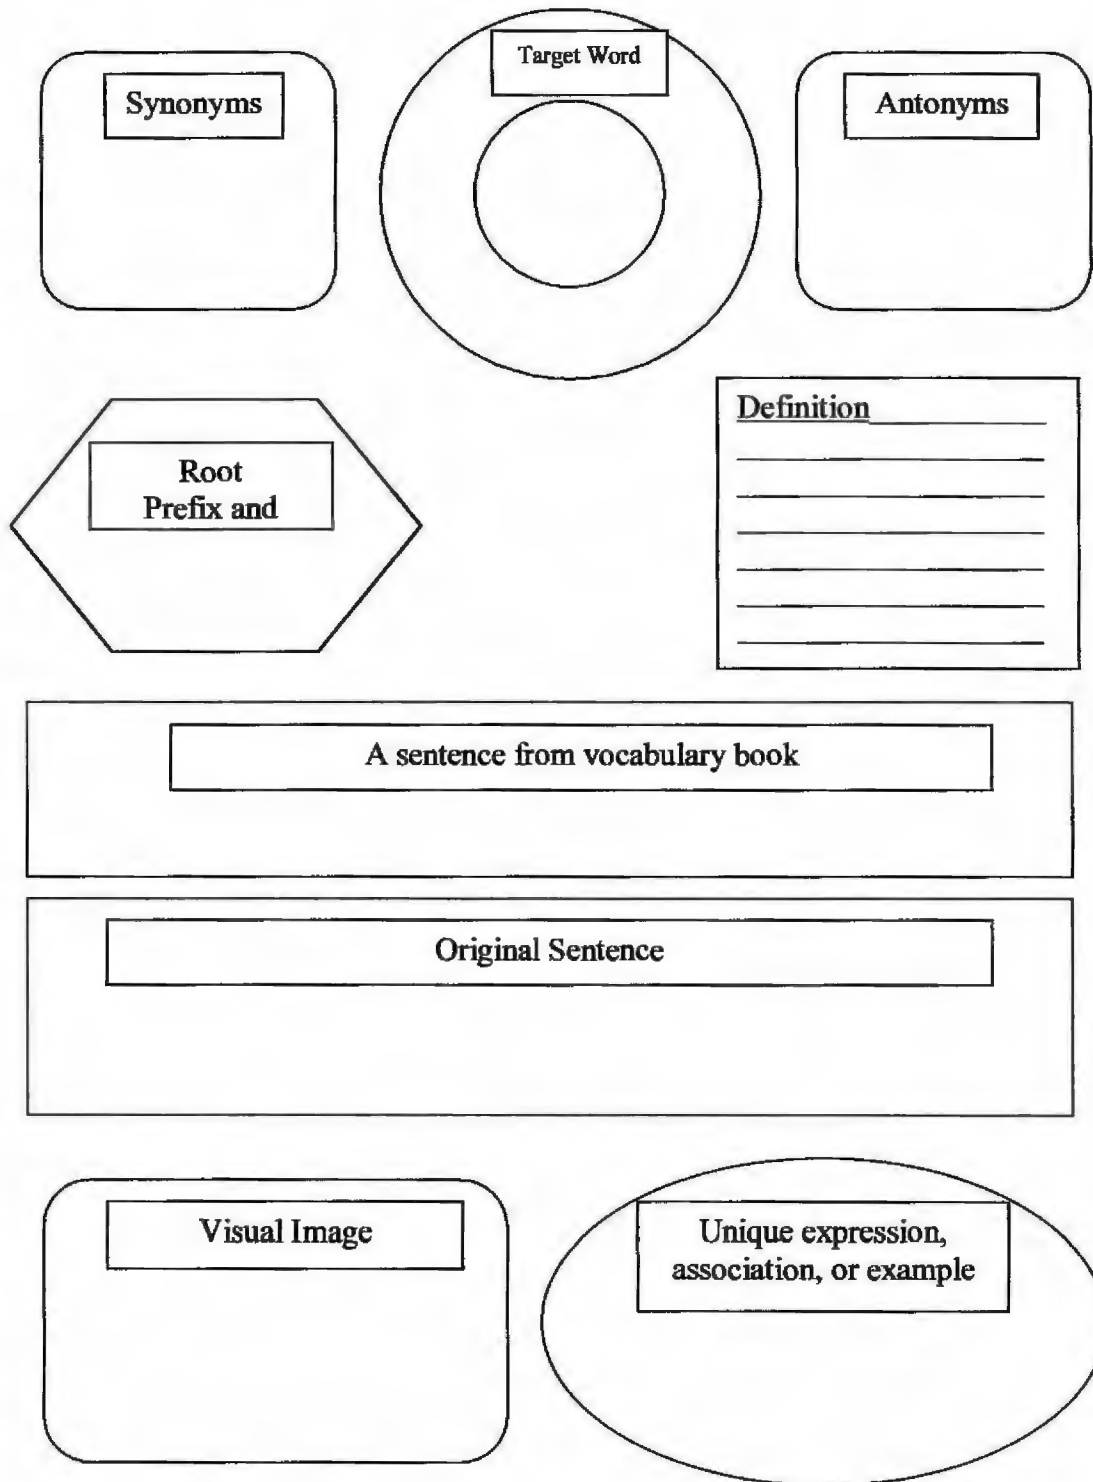 Target Word
Synonyms
Antonyms
Definition
Root
Prefix and
A sentence from vocabulary book
Original Sentence
Visual Image
Unique expression,
association, or example